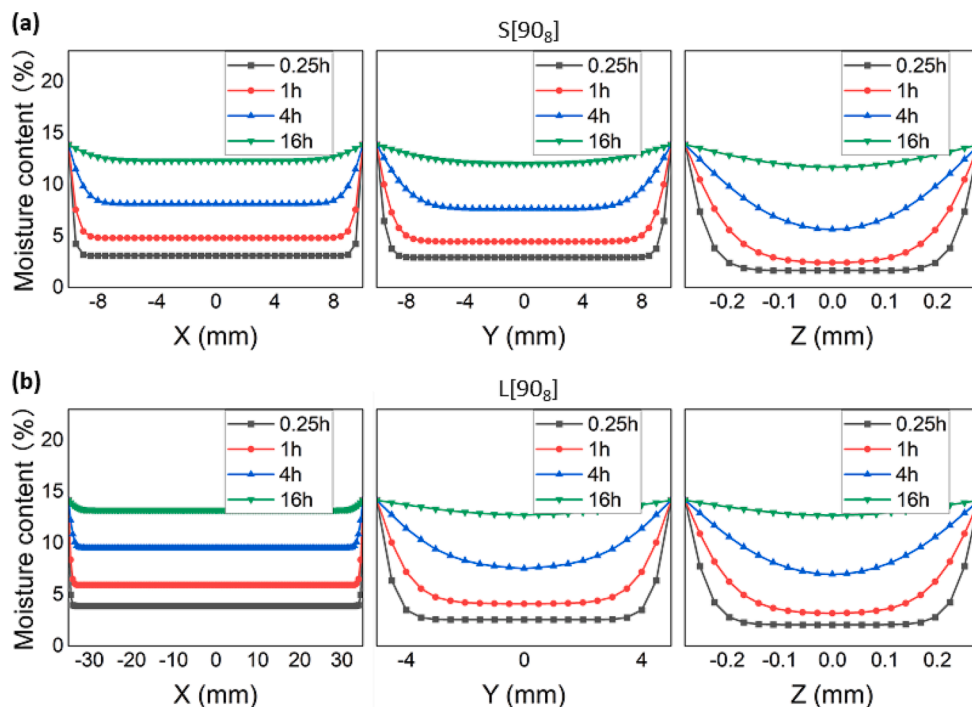 (a)
S[90₈]
Moisture content (%)
20
15
10
5
0
0.25h
1h
4h
16h
-8 -4 0 4 8
X (mm)
0.25h
1h
4h
16h
-8 -4 0 4 8
Y (mm)
0.25h
1h
4h
16h
-0.2 -0.1 0.0 0.1 0.2
Z (mm)
(b)
L[90₈]
Moisture content (%)
20
15
10
5
0
0.25h
1h
4h
16h
-30 -20 -10 0 10 20 30
X (mm)
0.25h
1h
4h
16h
-4 0 4
Y (mm)
0.25h
1h
4h
16h
-0.2 -0.1 0.0 0.1 0.2
Z (mm)